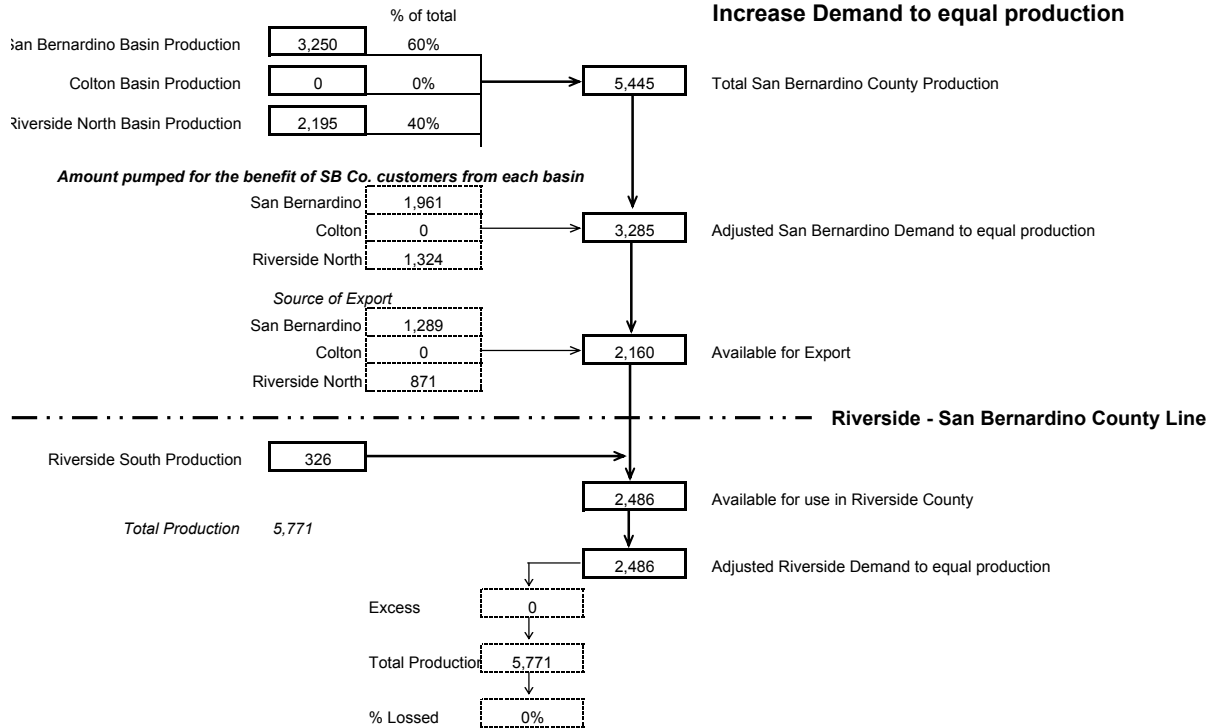 % of total Increase Demand to equal production
San Bernardino Basin Production 3,250 60%
Colton Basin Production 0 0% 5,445 Total San Bernardino County Production
Riverside North Basin Production 2,195 40%
Amount pumped for the benefit of SB Co. customers from each basin
San Bernardino 1,961
Colton 0 3,285 Adjusted San Bernardino Demand to equal production
Riverside North 1,324
Source of Export
San Bernardino 1,289
Colton 0 2,160 Available for Export
Riverside North 871
Riverside - San Bernardino County Line
Riverside South Production 326
2,486 Available for use in Riverside County
Total Production 5,771
2,486 Adjusted Riverside Demand to equal production
Excess 0
Total Production 5,771
% Lossed 0%